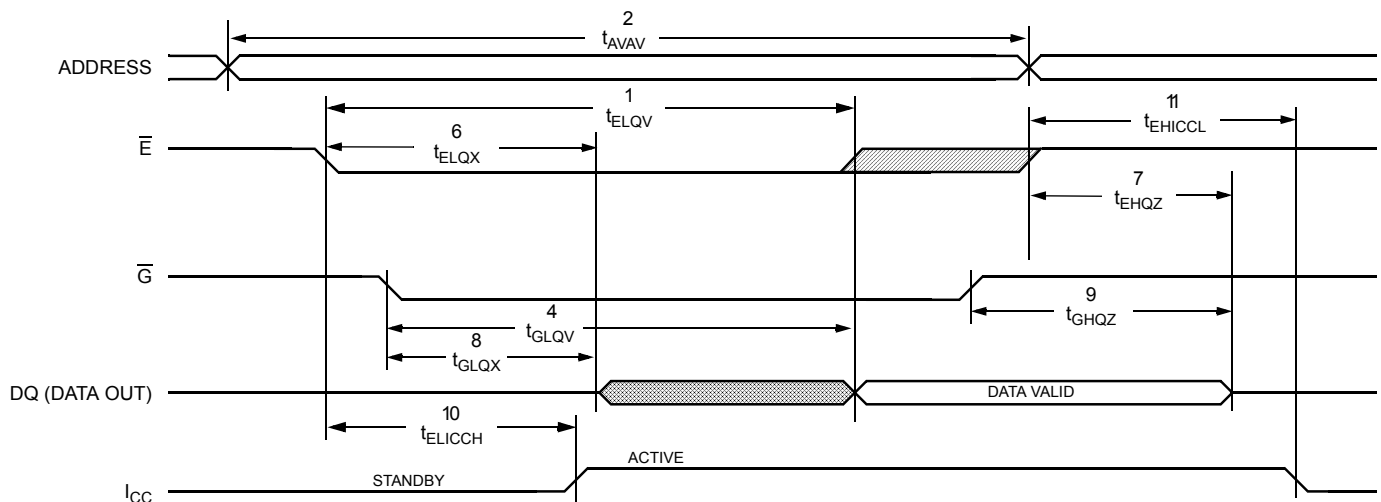 2
tAVAV
ADDRESS
1
tELQV
11
tEHICCL
6
tELQX
E
7
tEHQZ
G
9
tGHQZ
4
tGLQV
8
tGLQX
DQ (DATA OUT)
DATA VALID
10
tELICCH
ACTIVE
STANDBY
ICC